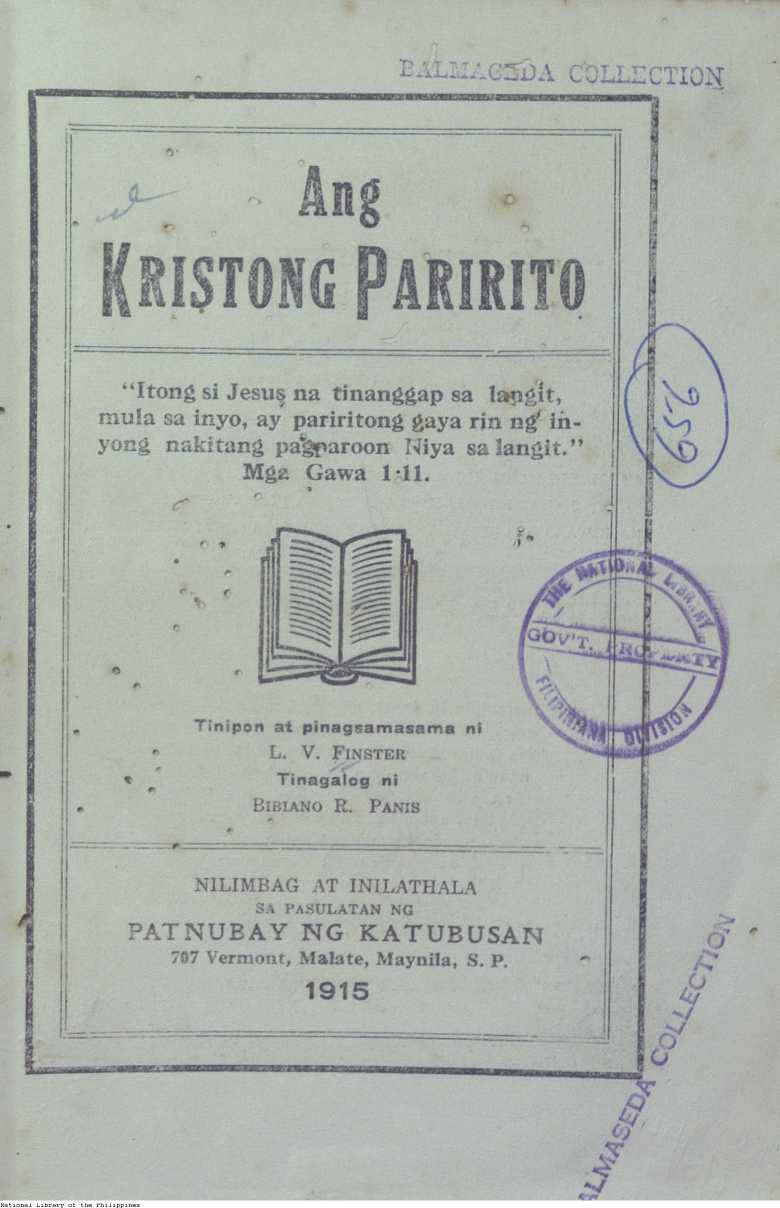 BALMACEDA COLLECTION
Ang
KRISTONG PARIRITO
“Itong si Jesus na tinanggap sa langit,
mula sa inyo, ay pariritong gaya rin ng in-
yong nakitang pagparoon Niya sa langit.”
Mga Gawa 1:11.
959
THE NATIONAL LIBRARY
GOV'T. PROPERTY
FILIPINIANA DIVISION
Tinipon at pinagsamasama ni
L. V. FINSTER
Tinagalog ni
BIBIANO R. PANIS
NILIMBAG AT INILATHALA
SA PASULATAN NG
PATNUBAY NG KATUBUSAN
707 Vermont, Malate, Maynila, S. P.
1915
ALMASEDA COLLECTION
National Library of the Philippines